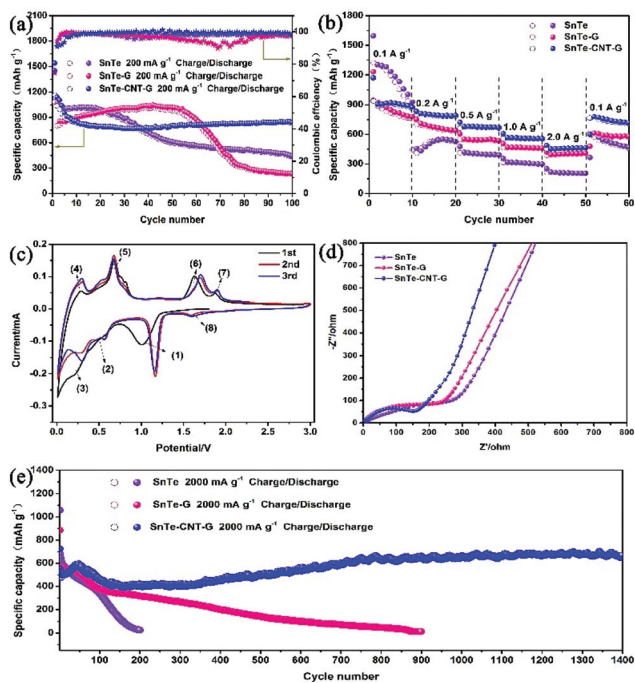 (a)
2100
1800
1500
1200
900
600
300
Specific capacity (mAh g⁻¹)
100
80
60
40
20
0
Coulombic efficiency (%)
SnTe 200 mA g⁻¹ Charge/Discharge
SnTe-G 200 mA g⁻¹ Charge/Discharge
SnTe-CNT-G 200 mA g⁻¹ Charge/Discharge
0 10 20 30 40 50 60 70 80 90 100
Cycle number
(b)
1800
1500
1200
900
600
300
0
Specific capacity (mAh g⁻¹)
SnTe
SnTe-G
SnTe-CNT-G
0.1 A g⁻¹
0.2 A g⁻¹
0.5 A g⁻¹
1.0 A g⁻¹
2.0 A g⁻¹
0.1 A g⁻¹
0 10 20 30 40 50 60
Cycle number
(c)
0.2
0.1
0.0
-0.1
-0.2
-0.3
Current/mA
1st
2nd
3rd
(1)
(2)
(3)
(4)
(5)
(6)
(7)
(8)
0.0 0.5 1.0 1.5 2.0 2.5 3.0
Potential/V
(d)
800
700
600
500
400
300
200
100
0
-Z''/ohm
SnTe
SnTe-G
SnTe-CNT-G
0 100 200 300 400 500 600 700 800
Z'/ohm
(e)
1400
1200
1000
800
600
400
200
0
Specific capacity (mAh g⁻¹)
SnTe 2000 mA g⁻¹ Charge/Discharge
SnTe-G 2000 mA g⁻¹ Charge/Discharge
SnTe-CNT-G 2000 mA g⁻¹ Charge/Discharge
100 200 300 400 500 600 700 800 900 1000 1100 1200 1300 1400
Cycle number